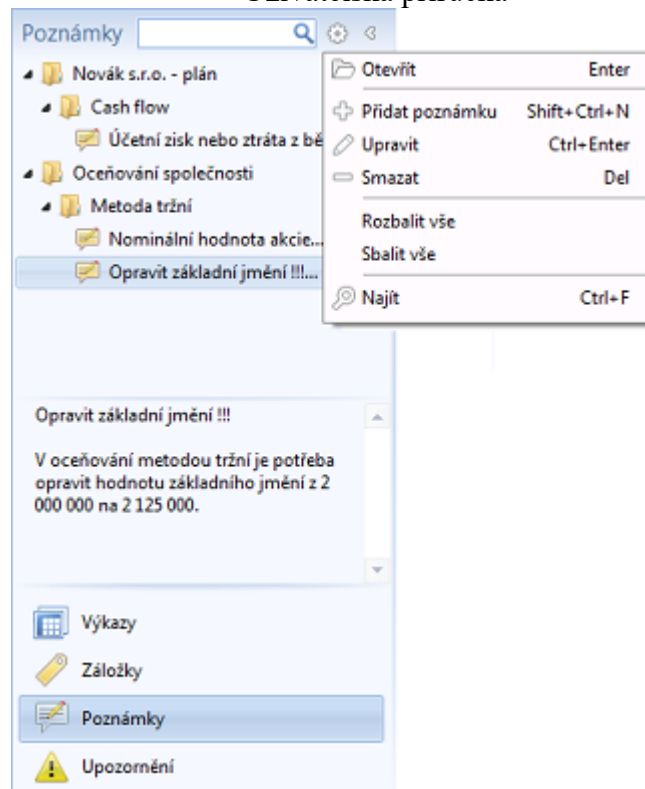 Uživatelská příručka
Poznámky
Novák s.r.o. - plán
Cash flow
Účetní zisk nebo ztráta z bě
Oceňování společnosti
Metoda tržní
Nominální hodnota akcie...
Opravit základní jmění !!!...
Otevřít Enter
Přidat poznámku Shift+Ctrl+N
Upravit Ctrl+Enter
Smazat Del
Rozbalit vše
Sbalit vše
Najít Ctrl+F
Opravit základní jmění !!!
V oceňování metodou tržní je potřeba
opravit hodnotu základního jmění z 2
000 000 na 2 125 000.
Výkazy
Záložky
Poznámky
Upozornění